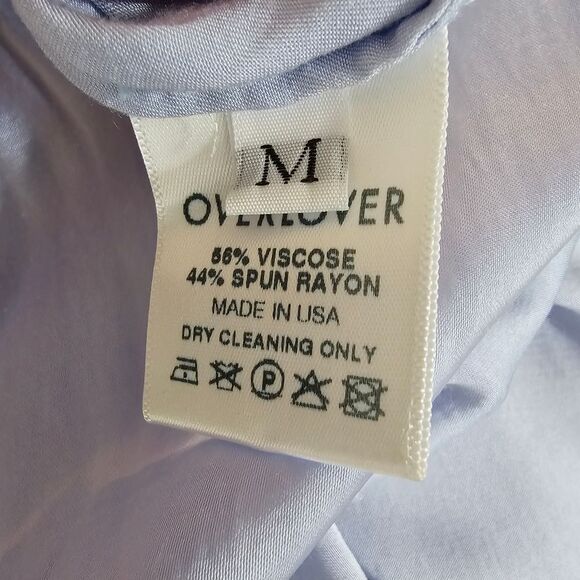 M
OVERLOVER
56% VISCOSE
44% SPUN RAYON
MADE IN USA
DRY CLEANING ONLY
P